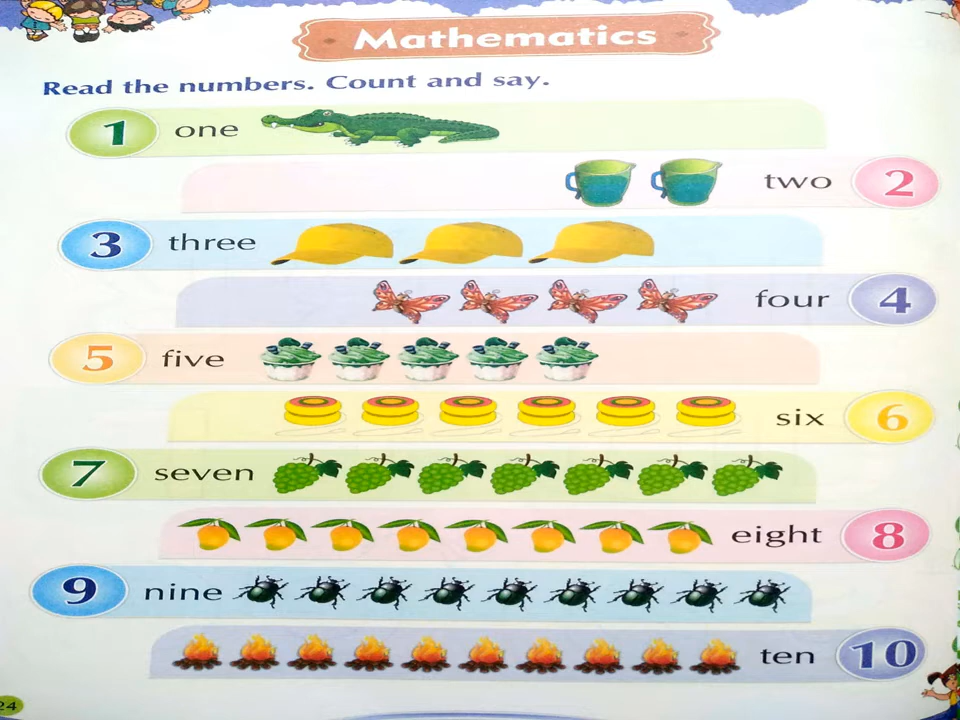 Mathematics
Read the numbers. Count and say.
1 one
two 2
3 three
four 4
5 five
six 6
7 seven
eight 8
9 nine
ten 10
24